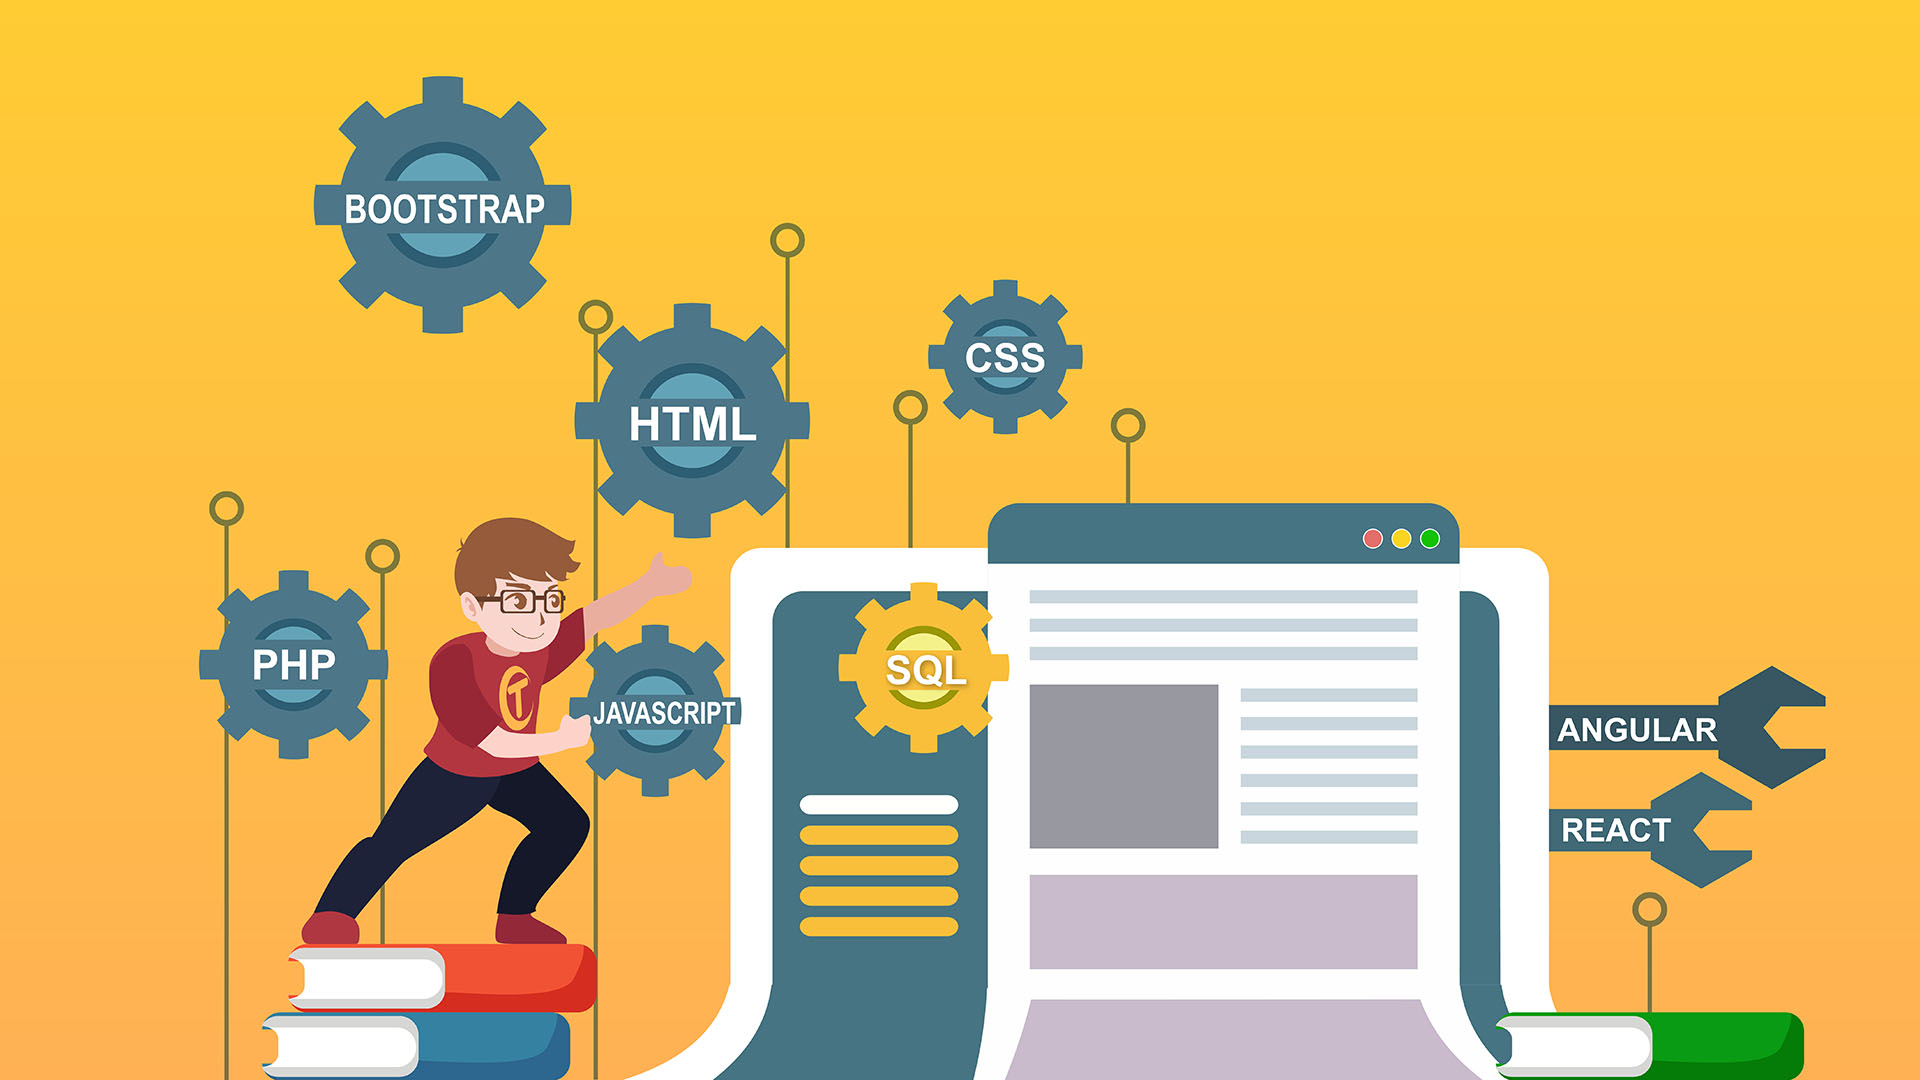 BOOTSTRAP
HTML
CSS
PHP
T
JAVASCRIPT
SQL
ANGULAR
REACT